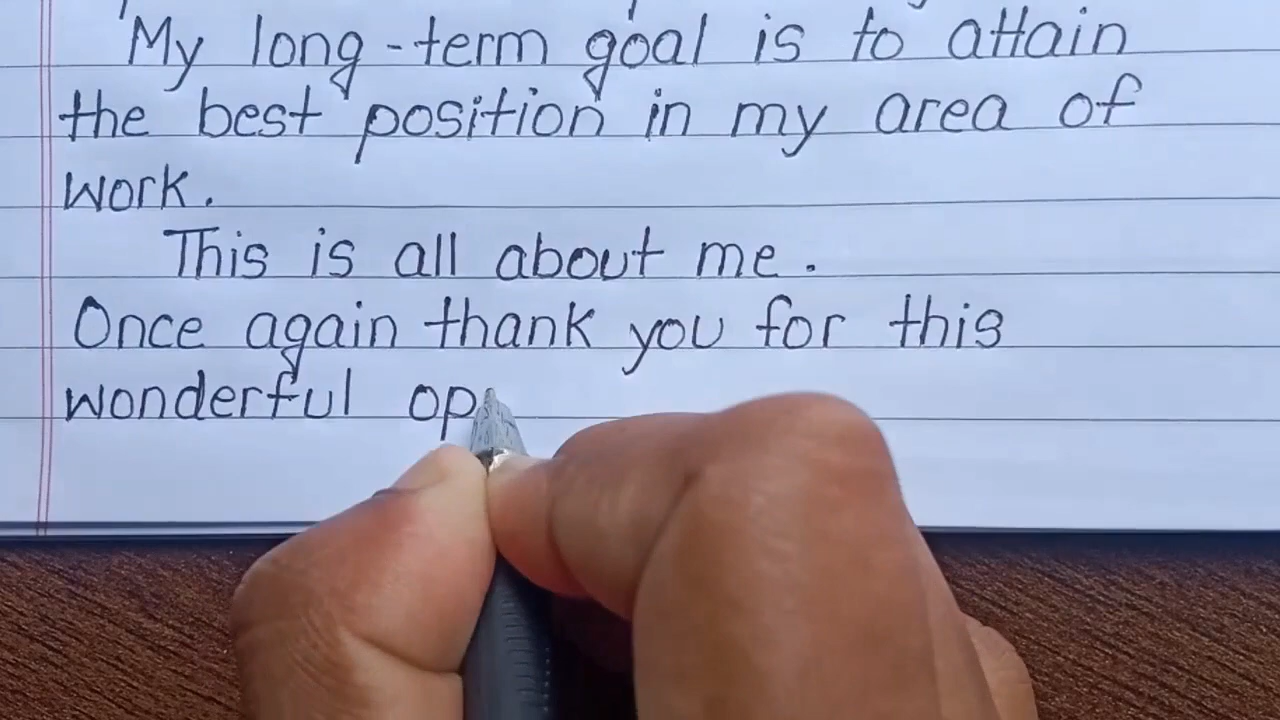 My long-term goal is to attain
the best position in my area of
work.
This is all about me.
Once again thank you for this
wonderful op